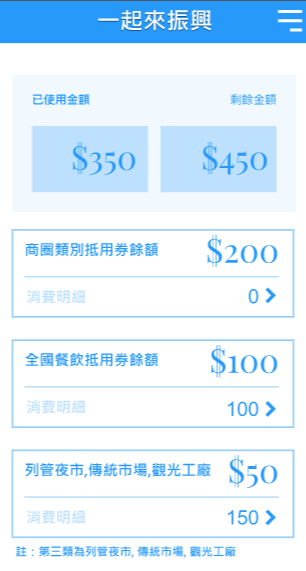 一起來振興
已使用金額 剩餘金額
$350 $450
商圈類別抵用券餘額 $200
消費明細 0
全國餐飲抵用券餘額 $100
消費明細 100
列管夜市,傳統市場,觀光工廠 $50
消費明細 150
註：第三類為列管夜市, 傳統市場, 觀光工廠